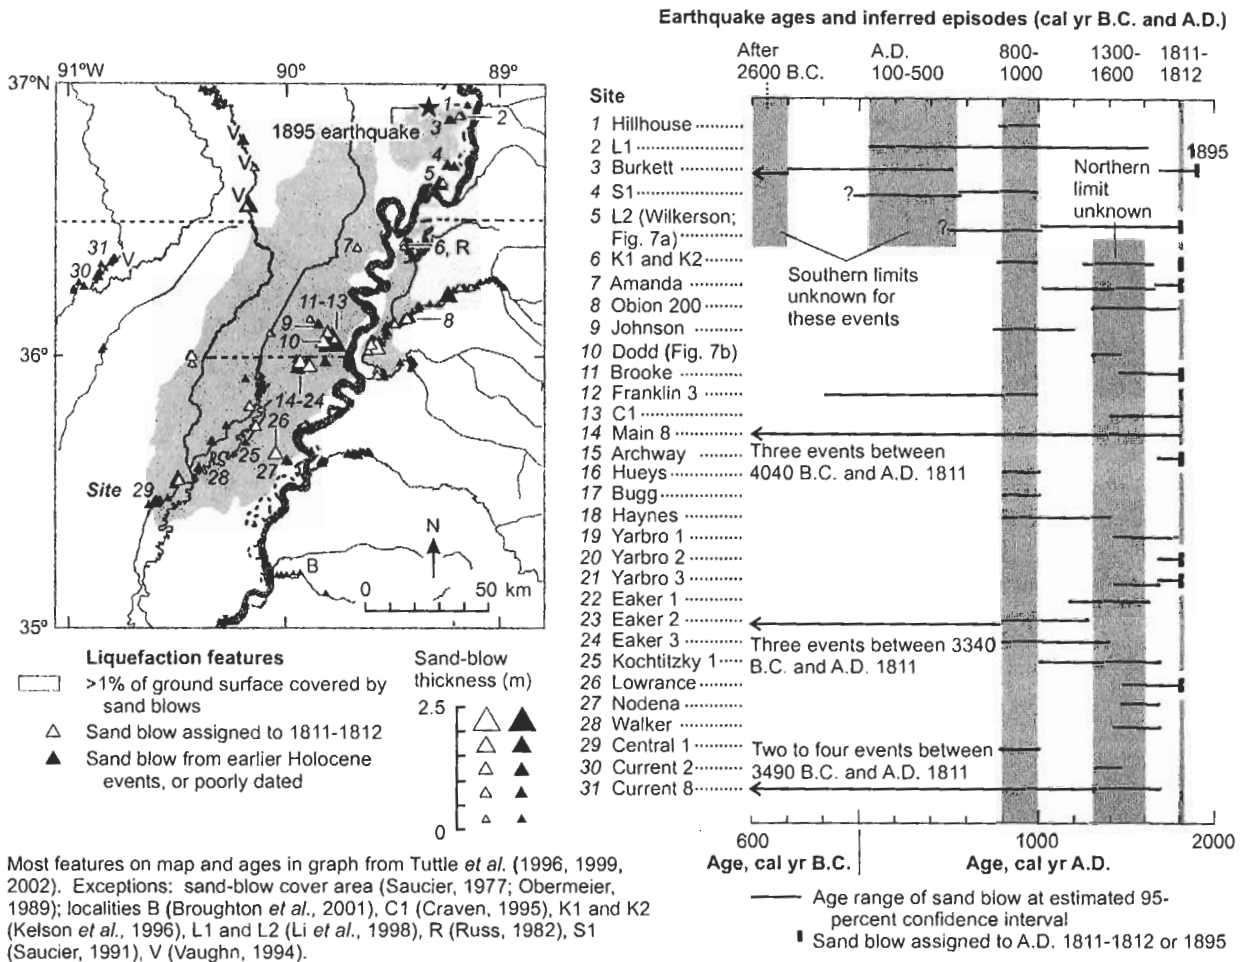 Earthquake ages and inferred episodes (cal yr B.C. and A.D.)
After
2600 B.C.
A.D.
100-500
800-
1000
1300-
1600
1811-
1812
91°W
90°
89°
37°N
36°
35°
1895 earthquake
1
2
3
4
5
6, R
7
8
9
10
11-13
14-24
25
26
27
28
Site 29
30
31
V
V
V
V
B
N
0 50 km
Liquefaction features
>1% of ground surface covered by
sand blows
Sand blow assigned to 1811-1812
Sand blow from earlier Holocene
events, or poorly dated
Sand-blow
thickness (m)
2.5
0
Site
1 Hillhouse
2 L1
3 Burkett
4 S1
5 L2 (Wilkerson;
Fig. 7a)
6 K1 and K2
7 Amanda
8 Obion 200
9 Johnson
10 Dodd (Fig. 7b)
11 Brooke
12 Franklin 3
13 C1
14 Main 8
15 Archway
16 Hueys
17 Bugg
18 Haynes
19 Yarbro 1
20 Yarbro 2
21 Yarbro 3
22 Eaker 1
23 Eaker 2
24 Eaker 3
25 Kochtitzky 1
26 Lowrance
27 Nodena
28 Walker
29 Central 1
30 Current 2
31 Current 8
1895
Northern
limit
unknown
?
?
Southern limits
unknown for
these events
Three events between
4040 B.C. and A.D. 1811
Three events between 3340
B.C. and A.D. 1811
Two to four events between
3490 B.C. and A.D. 1811
600
1000
2000
Age, cal yr B.C.
Age, cal yr A.D.
Age range of sand blow at estimated 95-
percent confidence interval
Sand blow assigned to A.D. 1811-1812 or 1895
Most features on map and ages in graph from Tuttle et al. (1996, 1999,
2002). Exceptions: sand-blow cover area (Saucier, 1977; Obermeier,
1989); localities B (Broughton et al., 2001), C1 (Craven, 1995), K1 and K2
(Kelson et al., 1996), L1 and L2 (Li et al., 1998), R (Russ, 1982), S1
(Saucier, 1991), V (Vaughn, 1994).